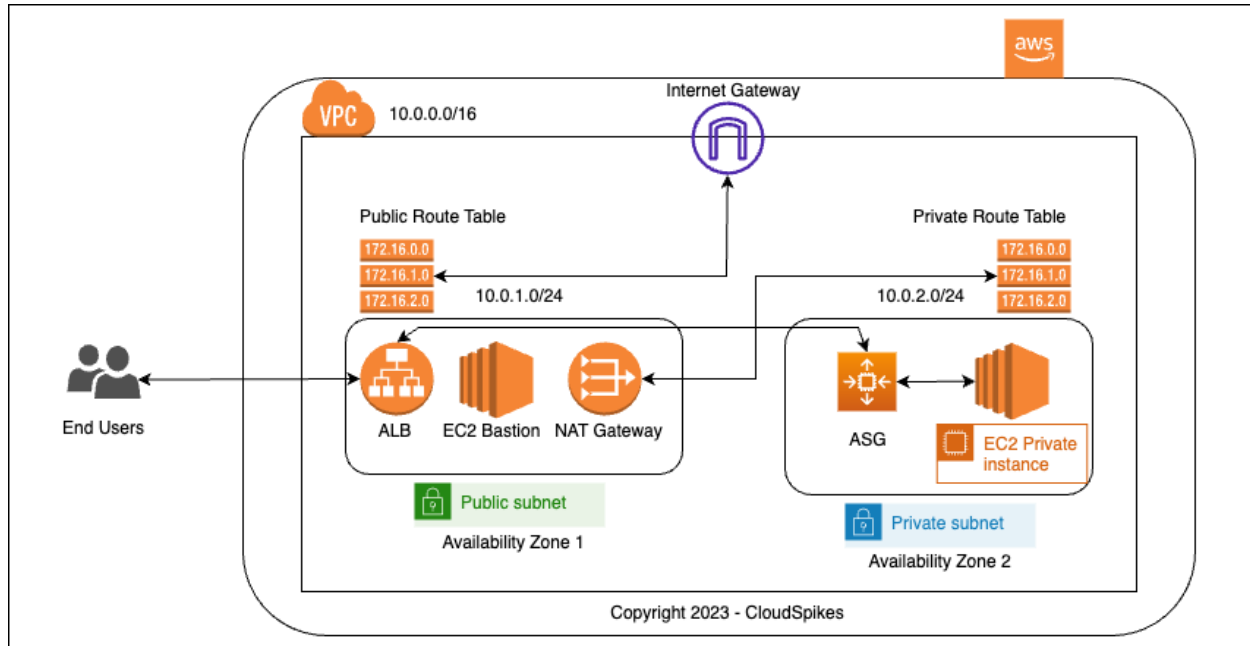 aws
Internet Gateway
VPC
10.0.0.0/16
Public Route Table
Private Route Table
172.16.0.0
172.16.1.0
172.16.2.0
172.16.0.0
172.16.1.0
172.16.2.0
10.0.1.0/24
10.0.2.0/24
End Users
ALB
EC2 Bastion
NAT Gateway
ASG
EC2 Private
instance
Public subnet
Availability Zone 1
Private subnet
Availability Zone 2
Copyright 2023 - CloudSpikes